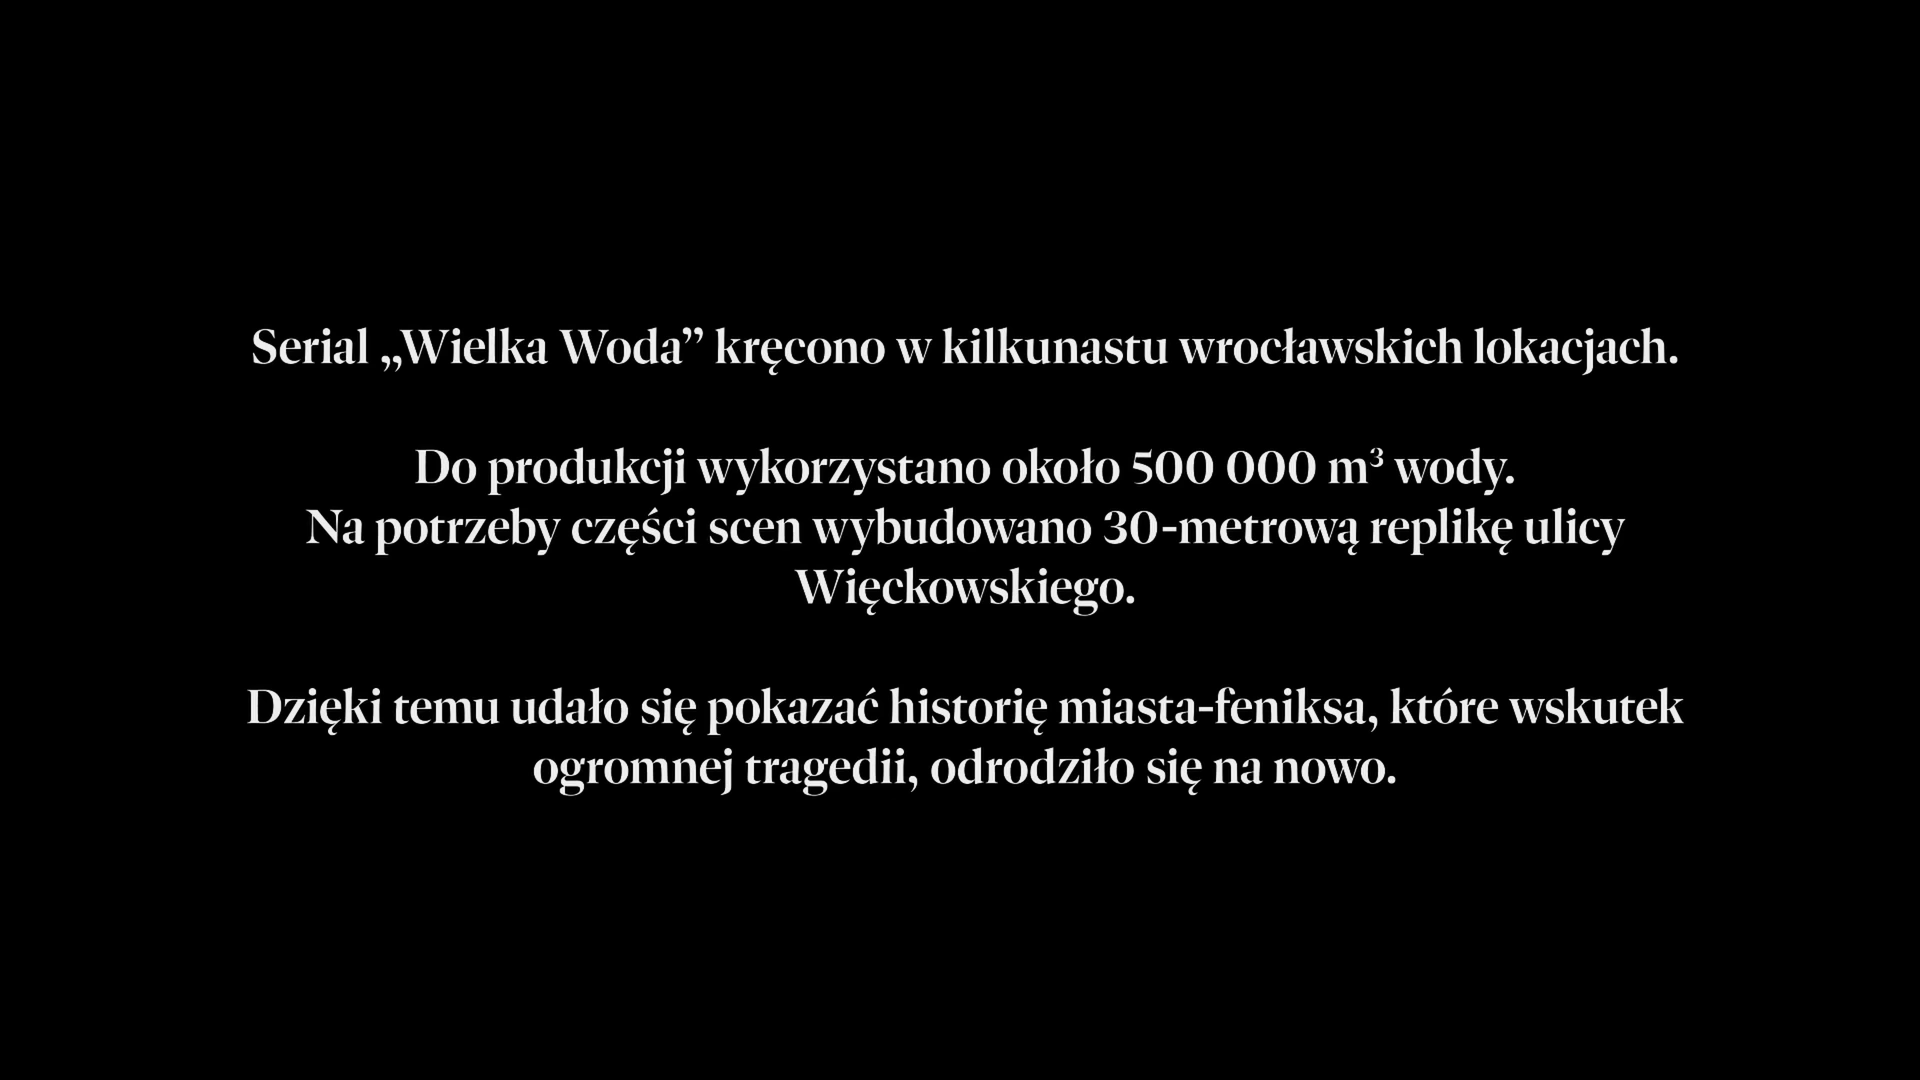 Serial „Wielka Woda” kręcono w kilkunastu wrocławskich lokacjach.
Do produkcji wykorzystano około 500 000 m³ wody.
Na potrzeby części scen wybudowano 30-metrową replikę ulicy
Więckowskiego.
Dzięki temu udało się pokazać historię miasta-feniksa, które wskutek
ogromnej tragedii, odrodziło się na nowo.